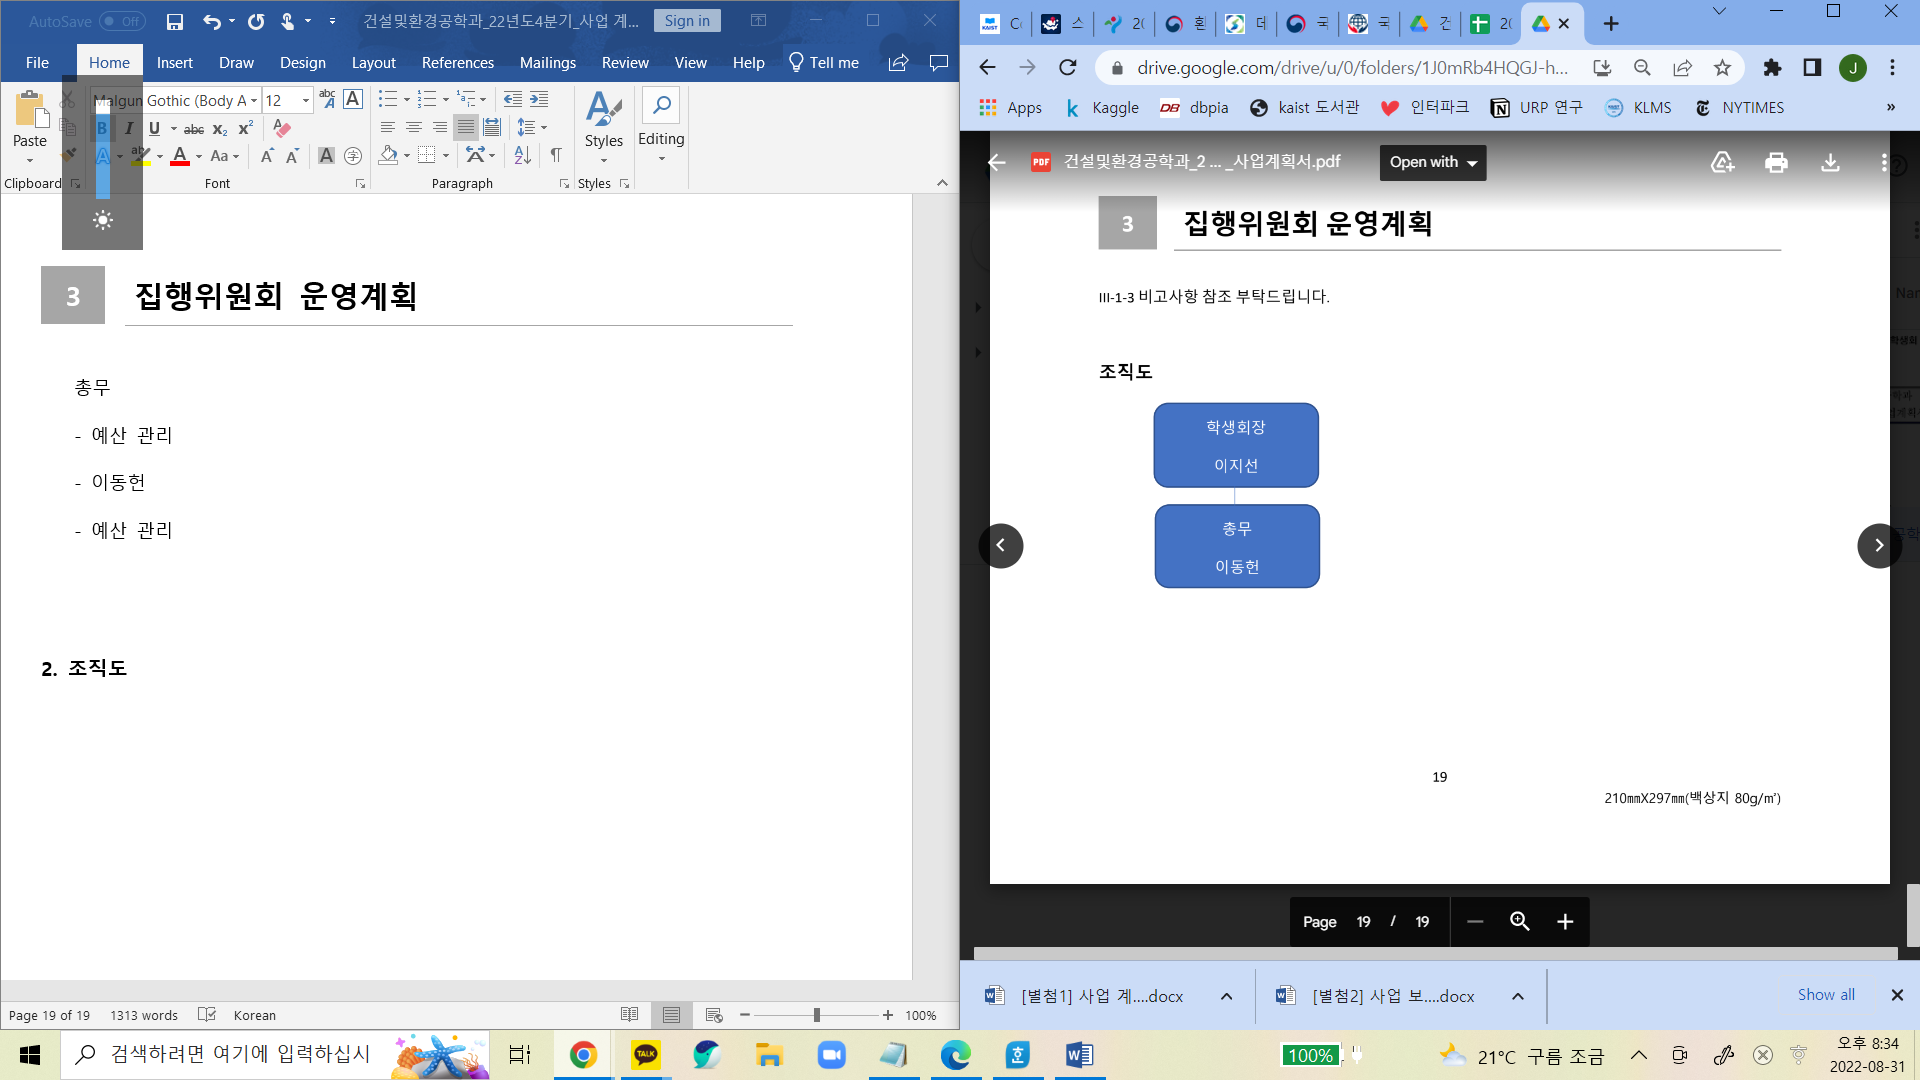 AutoSave Off
건설및환경공학과_22년도4분기_사업 계...
Sign in
File Home Insert Draw Design Layout References Mailings Review View Help Tell me
Malgun Gothic (Body A 12
Paste
Styles
Editing
Clipboard Font Paragraph Styles
3 집행위원회 운영계획
총무
- 예산 관리
- 이동헌
- 예산 관리
2. 조직도
Page 19 of 19 1313 words Korean 100%
drive.google.com/drive/u/0/folders/1J0mRb4HQGJ-h...
J
Apps Kaggle dbpia kaist 도서관 인터파크 URP 연구 KLMS NYTIMES »
PDF 건설및환경공학과_2 ... _사업계획서.pdf Open with
3 집행위원회 운영계획
III-1-3 비고사항 참조 부탁드립니다.
조직도
학생회장
이지선
총무
이동헌
19
210㎜X297㎜(백상지 80g/㎡)
Page 19 / 19
[별첨1] 사업 계....docx
[별첨2] 사업 보....docx
Show all
검색하려면 여기에 입력하십시
TALK
100%
21°C 구름 조금
오후 8:34
2022-08-31